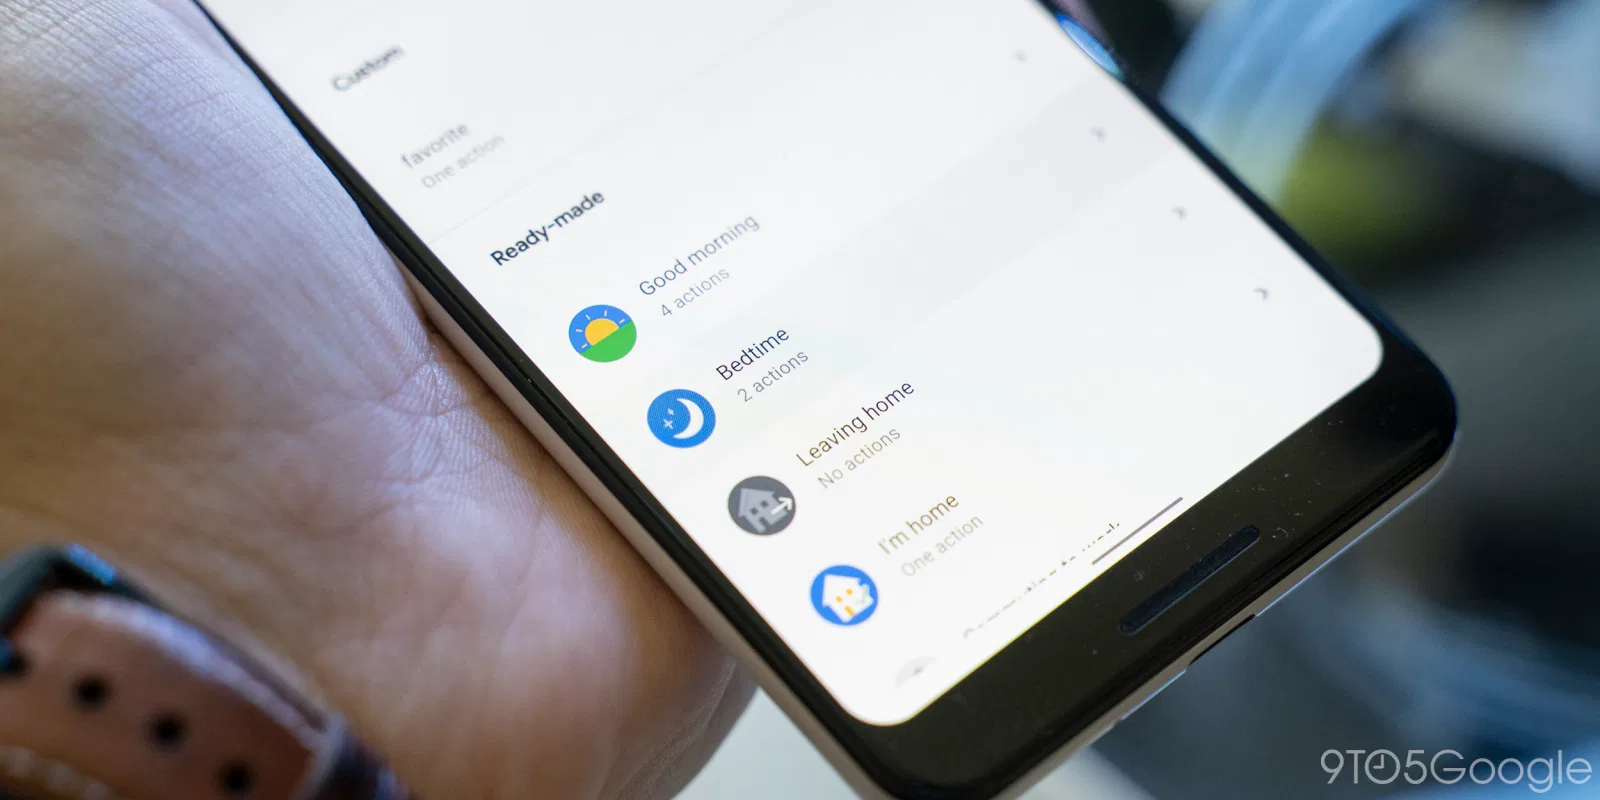 Custom
favorite
One action
Ready-made
Good morning
4 actions
Bedtime
2 actions
Leaving home
No actions
I'm home
One action
9TO5Google